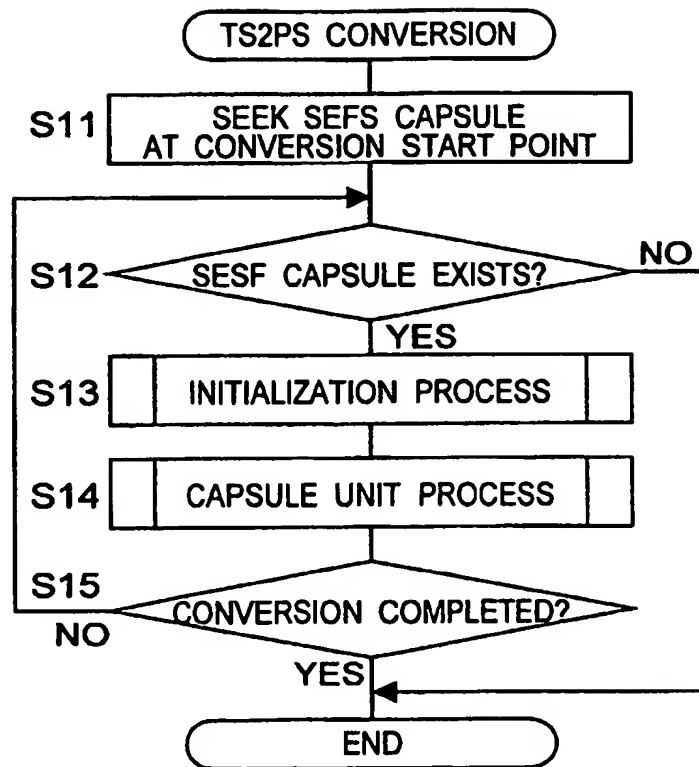 TS2PS CONVERSION
S11
SEEK SEFS CAPSULE
AT CONVERSION START POINT
S12
SESF CAPSULE EXISTS?
NO
YES
S13
INITIALIZATION PROCESS
S14
CAPSULE UNIT PROCESS
S15
CONVERSION COMPLETED?
NO
YES
END